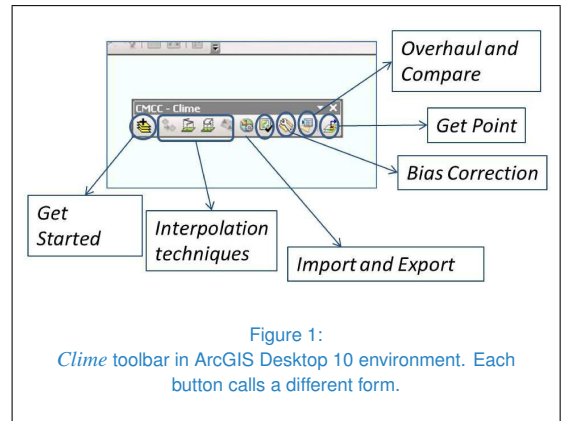 Overhaul and
Compare
CMCC - Clime
Get Point
Bias Correction
Get
Started
Interpolation
techniques
Import and Export
Figure 1:
Clime toolbar in ArcGIS Desktop 10 environment. Each
button calls a different form.